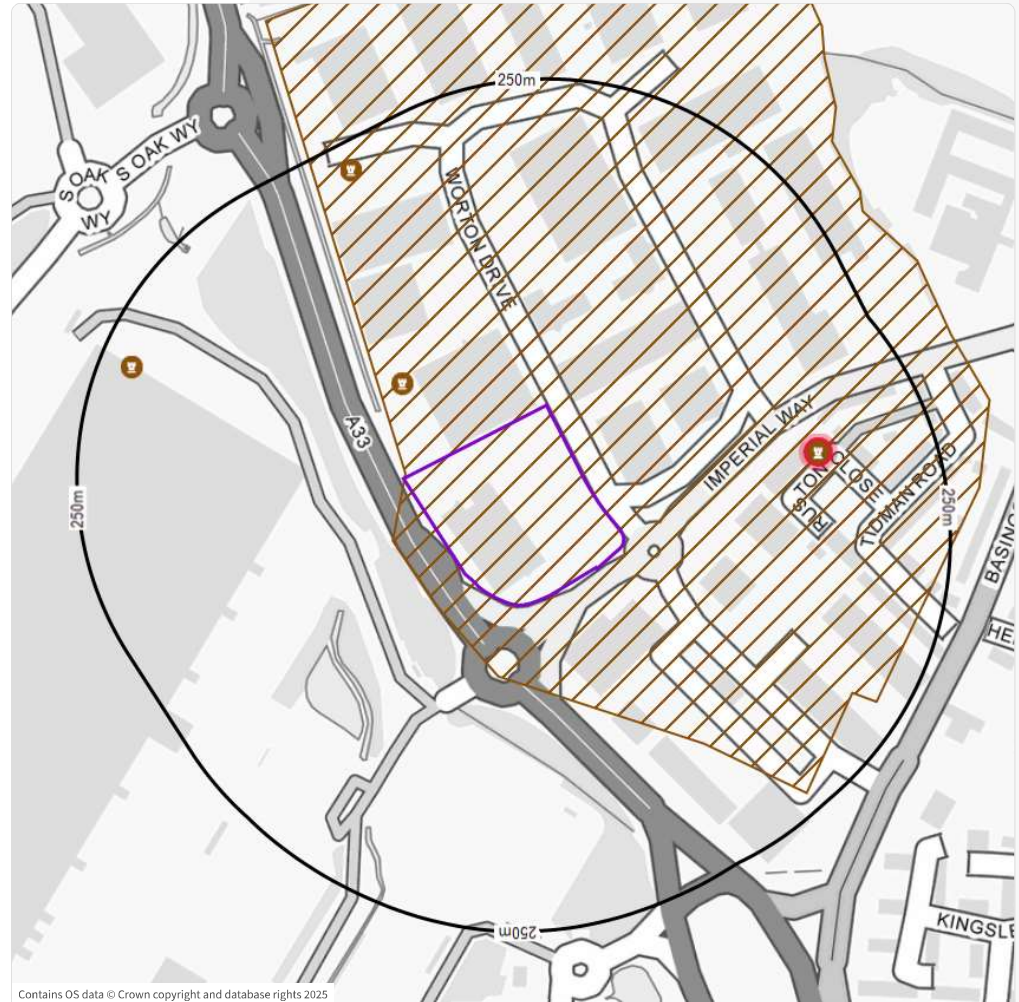 250m
S OAK WY
S OAK
WY
WORTON DRIVE
A33
IMPERIAL WAY
CLOSE
TIDMAN ROAD
250m
250m
BASING
KINGSLE
250m
Contains OS data © Crown copyright and database rights 2025